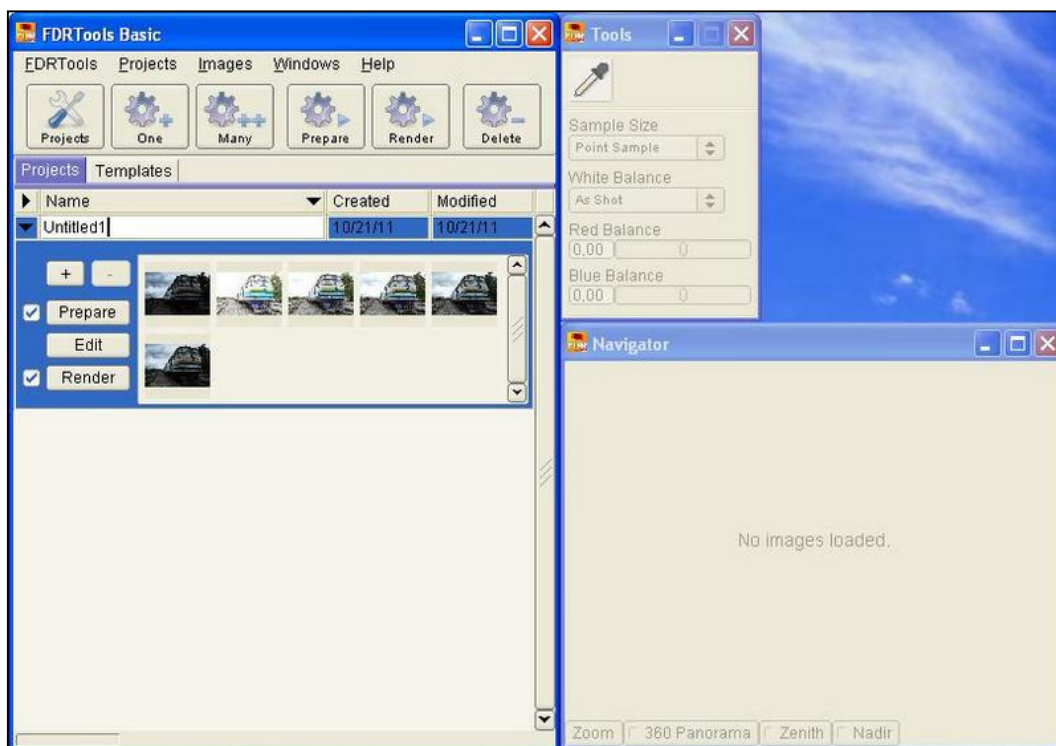 FDRTools Basic
FDRTools Projects Images Windows Help
Projects One Many Prepare Render Delete
Projects Templates
Name Created Modified
Untitled1 10/21/11 10/21/11
+ -
Prepare
Edit
Render
Tools
Sample Size
Point Sample
White Balance
As Shot
Red Balance
0,00 0
Blue Balance
0,00 0
Navigator
No images loaded.
Zoom 360 Panorama Zenith Nadir